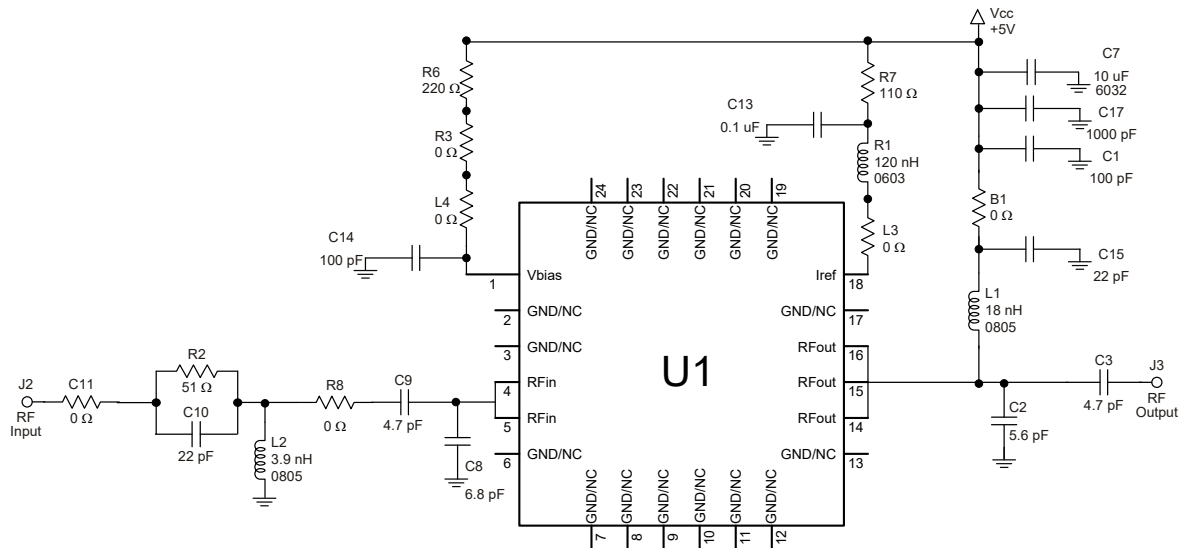 Vcc
+5V
R6
220 Ω
R3
0 Ω
L4
0 Ω
C14
100 pF
R7
110 Ω
C13
0.1 uF
R1
120 nH
0603
L3
0 Ω
C7
10 uF
6032
C17
1000 pF
C1
100 pF
B1
0 Ω
C15
22 pF
L1
18 nH
0805
24
23
22
21
20
19
GND/NC
GND/NC
GND/NC
GND/NC
GND/NC
GND/NC
1
Vbias
2
GND/NC
3
GND/NC
4
RFin
5
RFin
6
GND/NC
U1
Iref
18
GND/NC
17
RFout
16
RFout
15
RFout
14
GND/NC
13
GND/NC
GND/NC
GND/NC
GND/NC
GND/NC
GND/NC
7
8
9
10
11
12
J2
RF
Input
C11
0 Ω
R2
51 Ω
C10
22 pF
L2
3.9 nH
0805
R8
0 Ω
C9
4.7 pF
C8
6.8 pF
C2
5.6 pF
C3
4.7 pF
J3
RF
Output